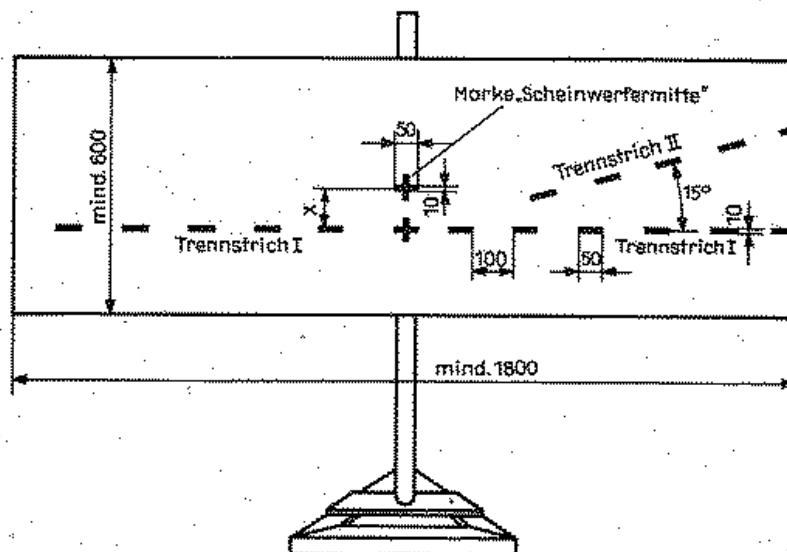 Marke „Scheinwerfermitte"
50
mind. 600
Trennstrich II
15°
x
10
10
Trennstrich I
Trennstrich I
100
50
mind. 1800